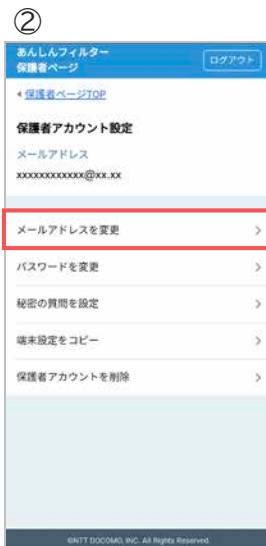 ②
あんしんフィルター
保護者ページ
ログアウト
保護者ページTOP
保護者アカウント設定
メールアドレス
xxxxxxxxxxxx@xx.xx
メールアドレスを変更
パスワードを変更
秘密の質問を設定
端末設定をコピー
保護者アカウントを削除
©NTT DOCOMO, INC. All Rights Reserved.